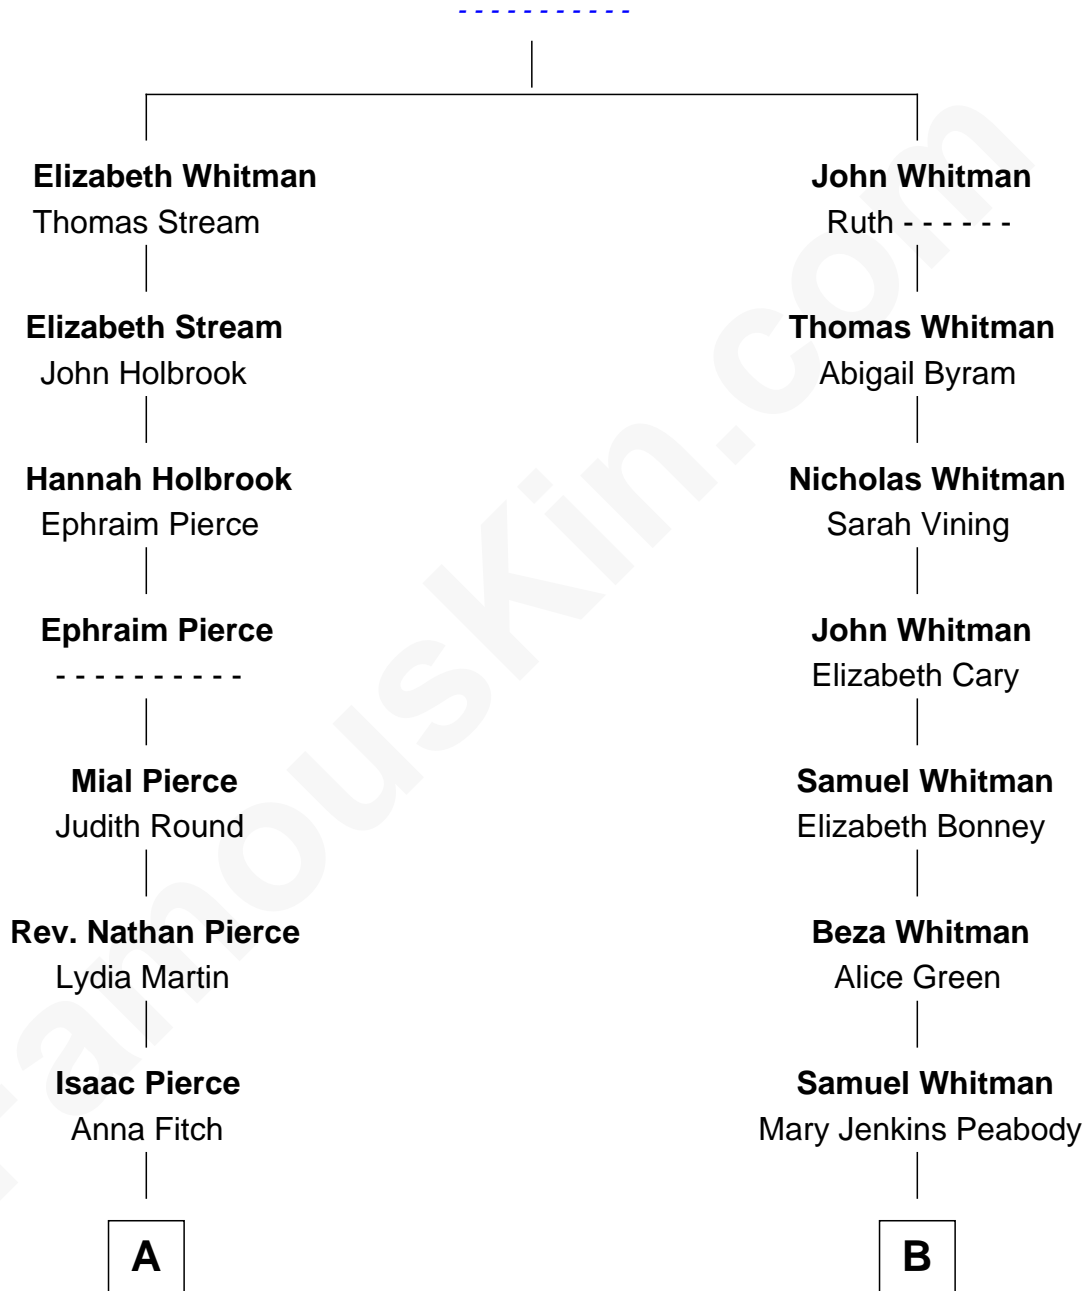 - - - - - - - - - - -
Elizabeth Whitman
Thomas Stream
John Whitman
Ruth - - - - - -
Elizabeth Stream
John Holbrook
Thomas Whitman
Abigail Byram
Hannah Holbrook
Ephraim Pierce
Nicholas Whitman
Sarah Vining
Ephraim Pierce
- - - - - - - - - -
John Whitman
Elizabeth Cary
Mial Pierce
Judith Round
Samuel Whitman
Elizabeth Bonney
Rev. Nathan Pierce
Lydia Martin
Beza Whitman
Alice Green
Isaac Pierce
Anna Fitch
Samuel Whitman
Mary Jenkins Peabody
A
B
FamousKin.com